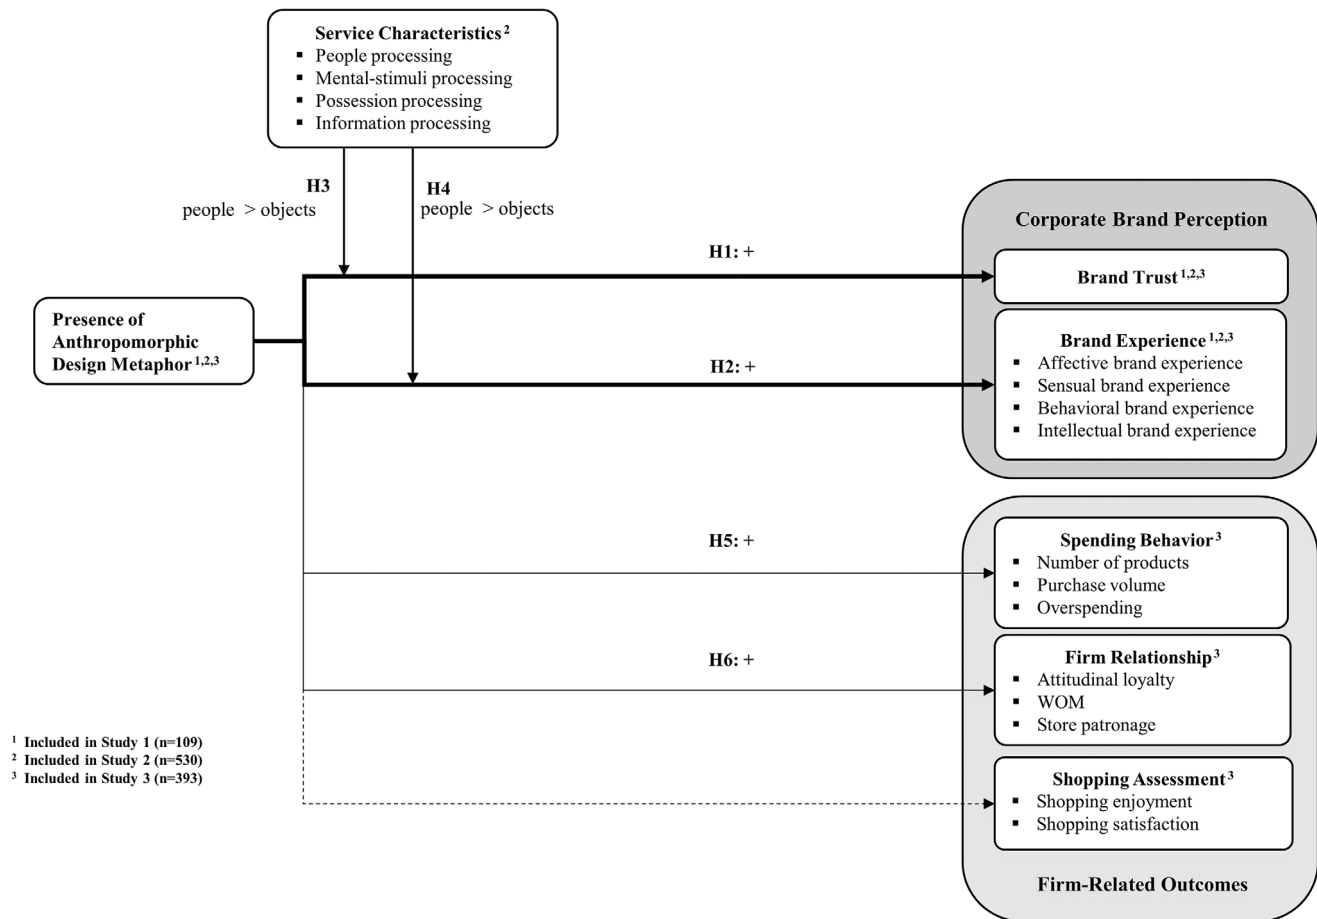 Service Characteristics 2
▪ People processing
▪ Mental-stimuli processing
▪ Possession processing
▪ Information processing
H3
people > objects
H4
people > objects
Presence of
Anthropomorphic
Design Metaphor 1,2,3
H1: +
H2: +
H5: +
H6: +
Corporate Brand Perception
Brand Trust 1,2,3
Brand Experience 1,2,3
▪ Affective brand experience
▪ Sensual brand experience
▪ Behavioral brand experience
▪ Intellectual brand experience
Spending Behavior 3
▪ Number of products
▪ Purchase volume
▪ Overspending
Firm Relationship 3
▪ Attitudinal loyalty
▪ WOM
▪ Store patronage
Shopping Assessment 3
▪ Shopping enjoyment
▪ Shopping satisfaction
Firm-Related Outcomes
1 Included in Study 1 (n=109)
2 Included in Study 2 (n=530)
3 Included in Study 3 (n=393)